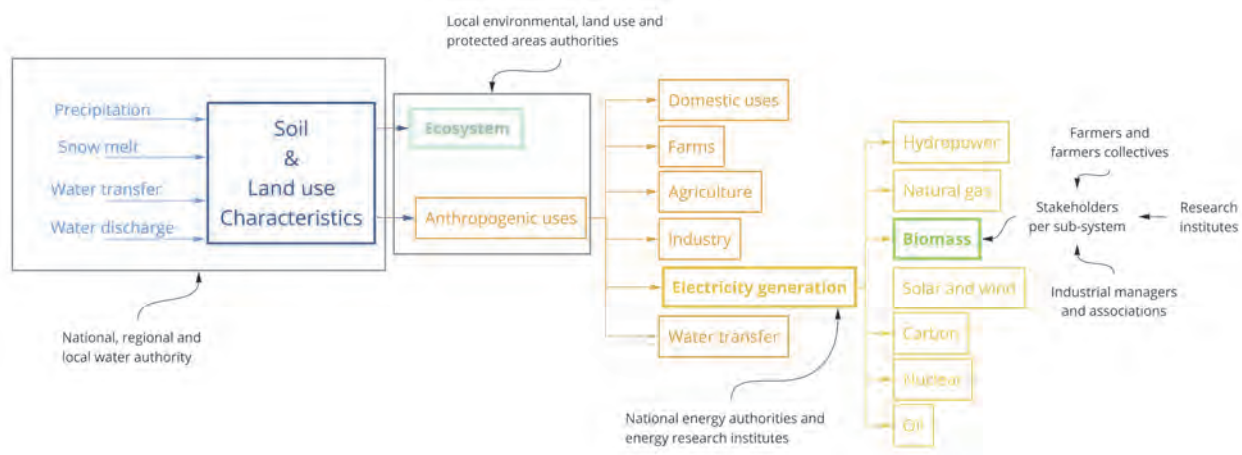 Local environmental, land use and
protected areas authorities
Precipitation
Snow melt
Water transfer
Water discharge
Soil
&
Land use
Characteristics
National, regional and
local water authority
Ecosystem
Anthropogenic uses
Domestic uses
Farms
Agriculture
Industry
Electricity generation
Water transfer
National energy authorities and
energy research institutes
Hydropower
Natural gas
Biomass
Solar and wind
Carbon
Nuclear
Oil
Farmers and
farmers collectives
Stakeholders
per sub-system
Research
institutes
Industrial managers
and associations